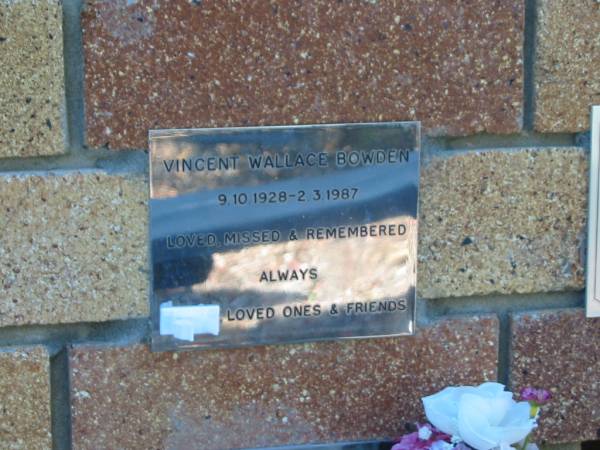 VINCENT WALLACE BOWDEN
9.10.1928-2.3.1987
LOVED, MISSED & REMEMBERED
ALWAYS
LOVED ONES & FRIENDS